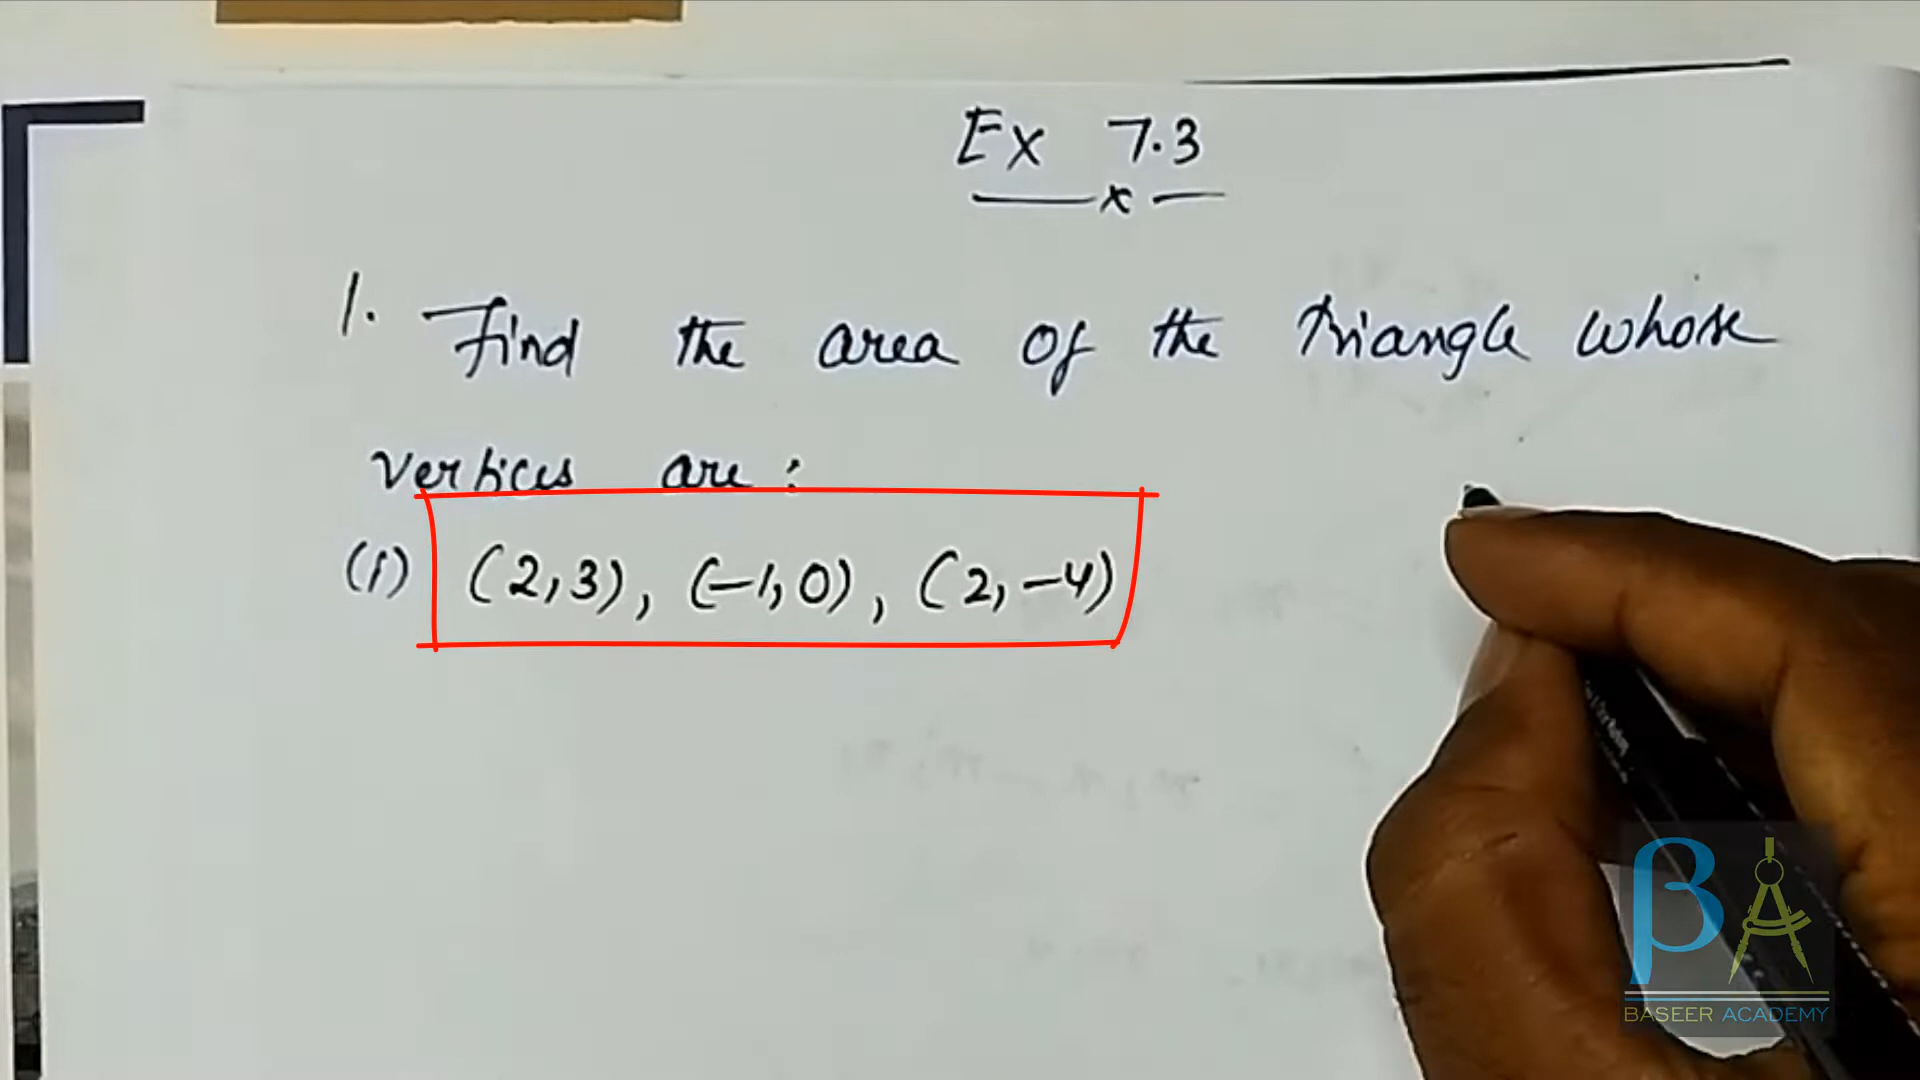 Ex 7.3
x
1. Find the area of the triangle whose
vertices are:
(i) (2,3), (-1,0), (2,-4)
βA
BASEER ACADEMY